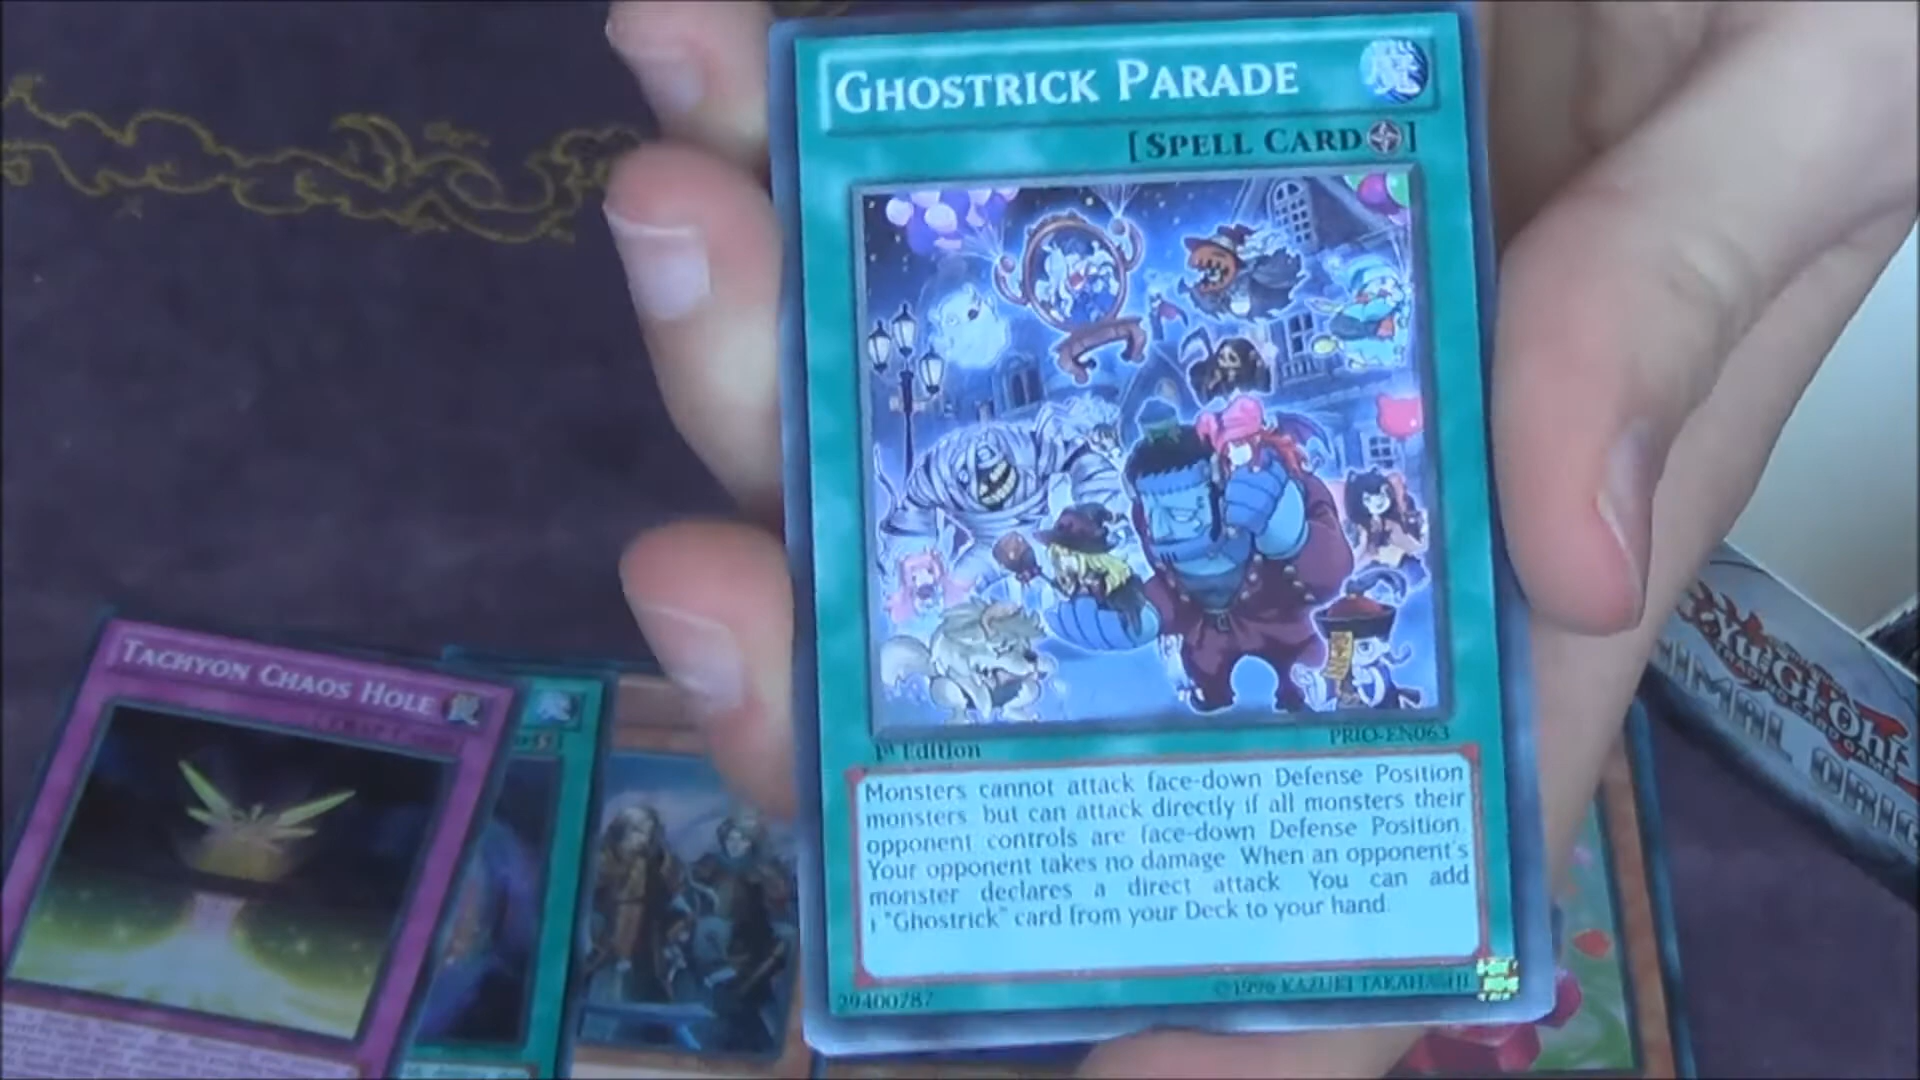 GHOSTRICK PARADE
[SPELL CARD]
1st Edition
PRIO-EN063
Monsters cannot attack face-down Defense Position
monsters, but can attack directly if all monsters their
opponent controls are face-down Defense Position.
Your opponent takes no damage. When an opponent's
monster declares a direct attack: You can add
1 "Ghostrick" card from your Deck to your hand.
29400787
©1996 KAZUKI TAKAHASHI
TACHYON CHAOS HOLE
Yu-Gi-Oh!
TRADING CARD GAME